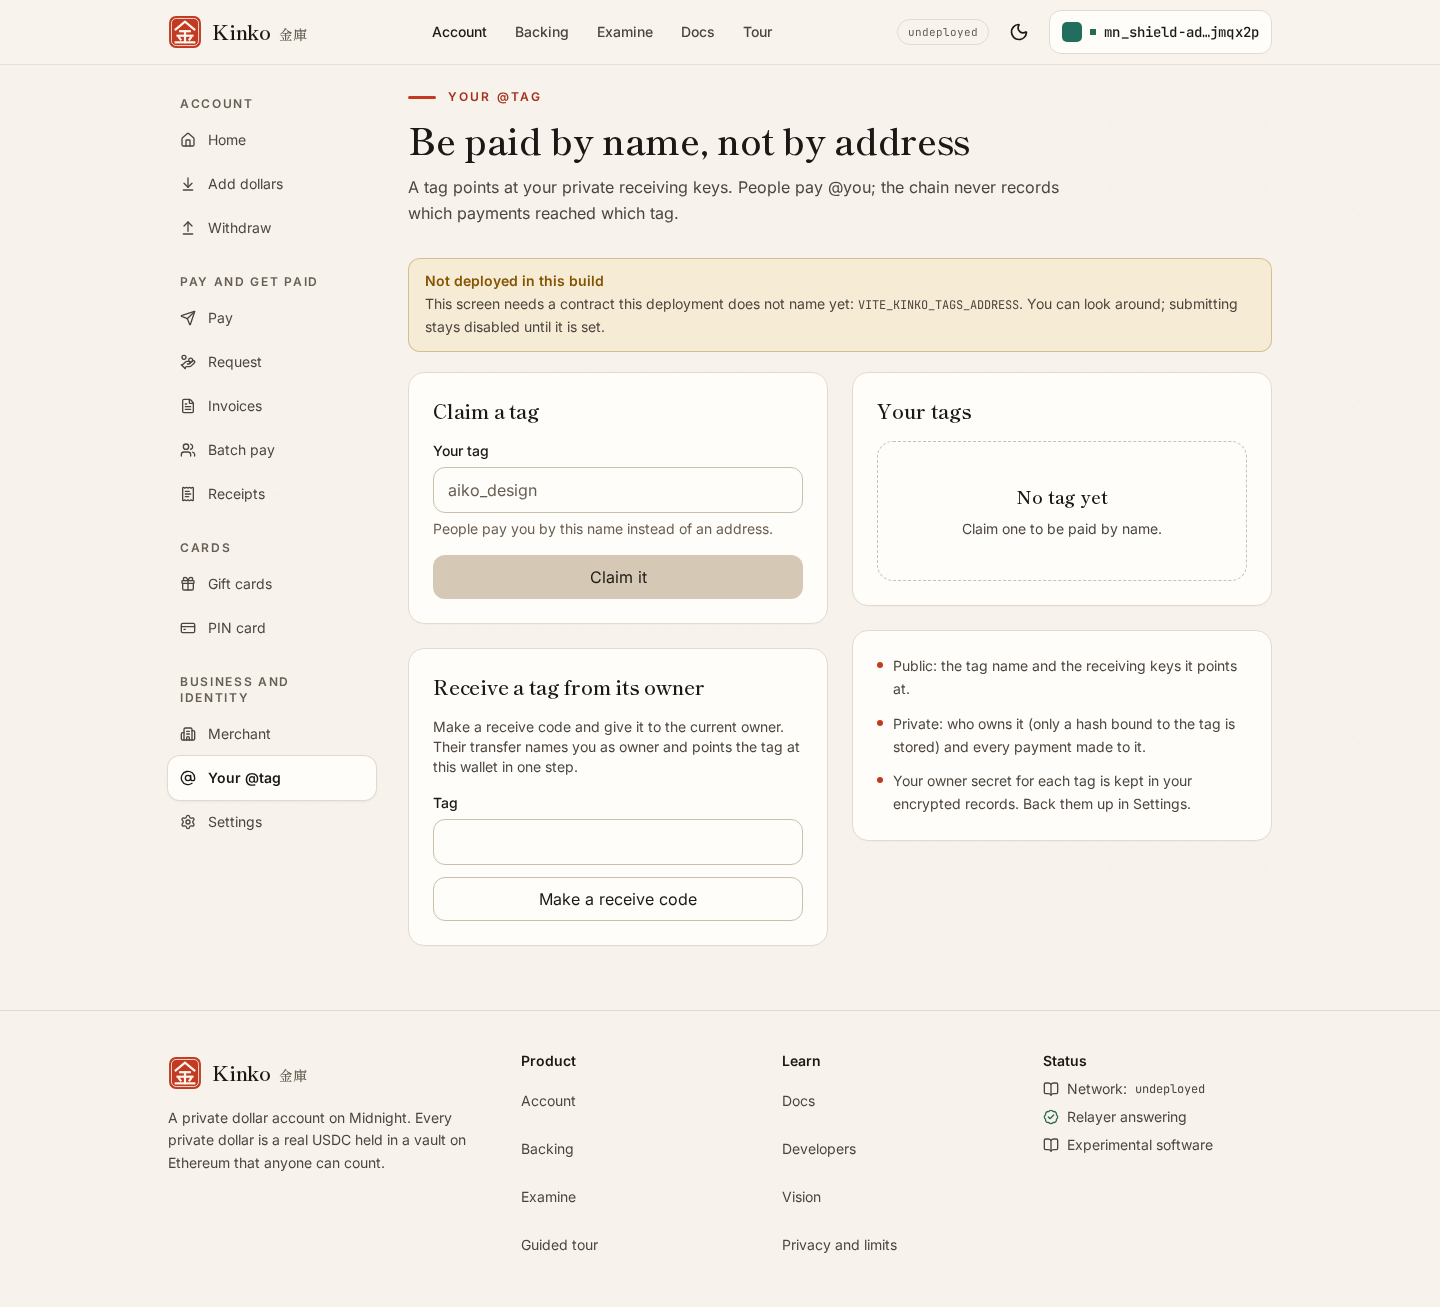 金 Kinko 金庫
Account
Backing
Examine
Docs
Tour
undeployed
mn_shield-ad…jmqx2p
ACCOUNT
Home
Add dollars
Withdraw
PAY AND GET PAID
Pay
Request
Invoices
Batch pay
Receipts
CARDS
Gift cards
PIN card
BUSINESS AND
IDENTITY
Merchant
Your @tag
Settings
YOUR @TAG
Be paid by name, not by address
A tag points at your private receiving keys. People pay @you; the chain never records
which payments reached which tag.
Not deployed in this build
This screen needs a contract this deployment does not name yet: VITE_KINKO_TAGS_ADDRESS. You can look around; submitting
stays disabled until it is set.
Claim a tag
Your tag
aiko_design
People pay you by this name instead of an address.
Claim it
Receive a tag from its owner
Make a receive code and give it to the current owner.
Their transfer names you as owner and points the tag at
this wallet in one step.
Tag
Make a receive code
Your tags
No tag yet
Claim one to be paid by name.
Public: the tag name and the receiving keys it points
at.
Private: who owns it (only a hash bound to the tag is
stored) and every payment made to it.
Your owner secret for each tag is kept in your
encrypted records. Back them up in Settings.
金 Kinko 金庫
A private dollar account on Midnight. Every
private dollar is a real USDC held in a vault on
Ethereum that anyone can count.
Product
Account
Backing
Examine
Guided tour
Learn
Docs
Developers
Vision
Privacy and limits
Status
Network: undeployed
Relayer answering
Experimental software